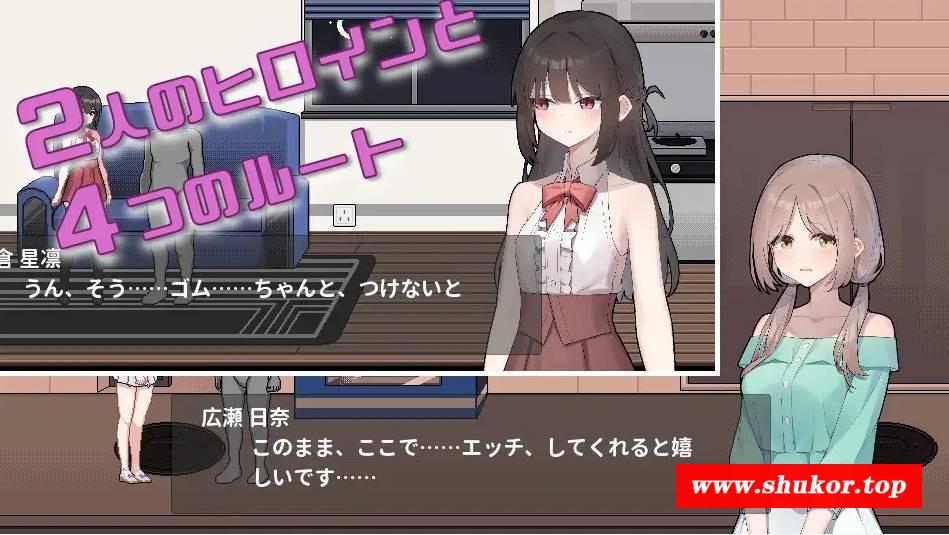 2人のヒロインと
4つのルート
倉 星凛
うん、そう……ゴム……ちゃんと、つけないと
広瀬 日奈
このまま、ここで……エッチ、してくれると嬉
しいです……
www.shukor.top